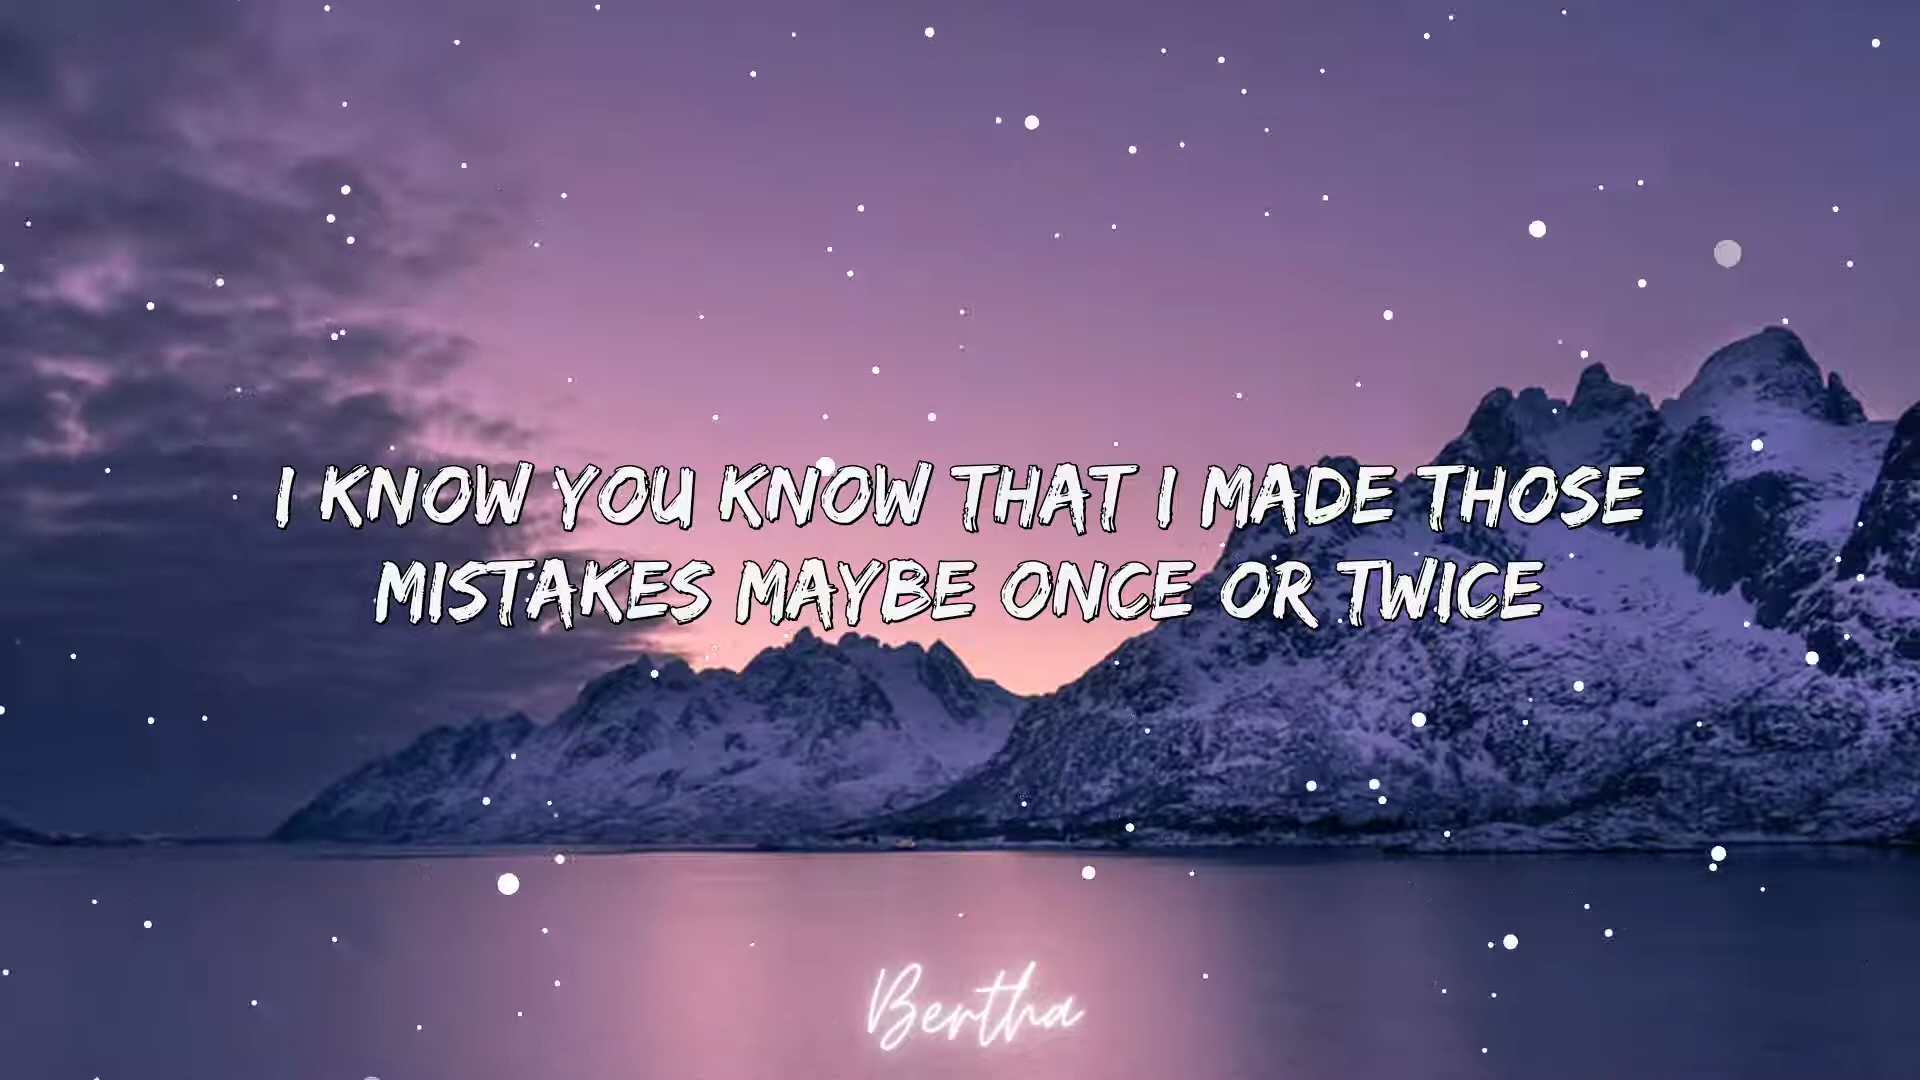 I KNOW YOU KNOW THAT I MADE THOSE
MISTAKES MAYBE ONCE OR TWICE
Bertha